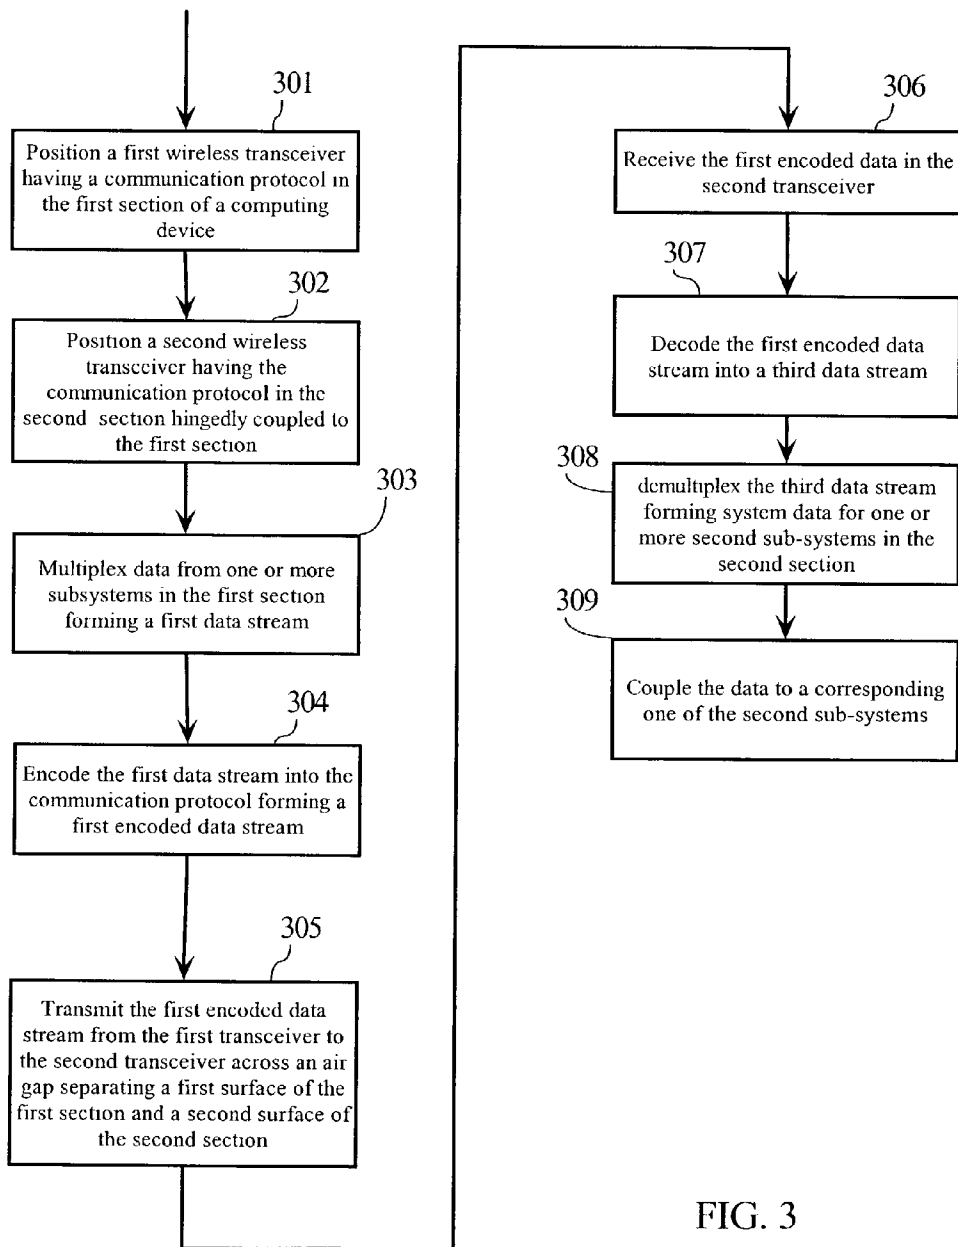 301
Position a first wireless transceiver
having a communication protocol in
the first section of a computing
device
302
Position a second wireless
transceiver having the
communication protocol in the
second section hingedly coupled to
the first section
303
Multiplex data from one or more
subsystems in the first section
forming a first data stream
304
Encode the first data stream into the
communication protocol forming a
first encoded data stream
305
Transmit the first encoded data
stream from the first transceiver to
the second transceiver across an air
gap separating a first surface of the
first section and a second surface of
the second section
306
Receive the first encoded data in the
second transceiver
307
Decode the first encoded data
stream into a third data stream
308
demultiplex the third data stream
forming system data for one or
more second sub-systems in the
second section
309
Couple the data to a corresponding
one of the second sub-systems
FIG. 3